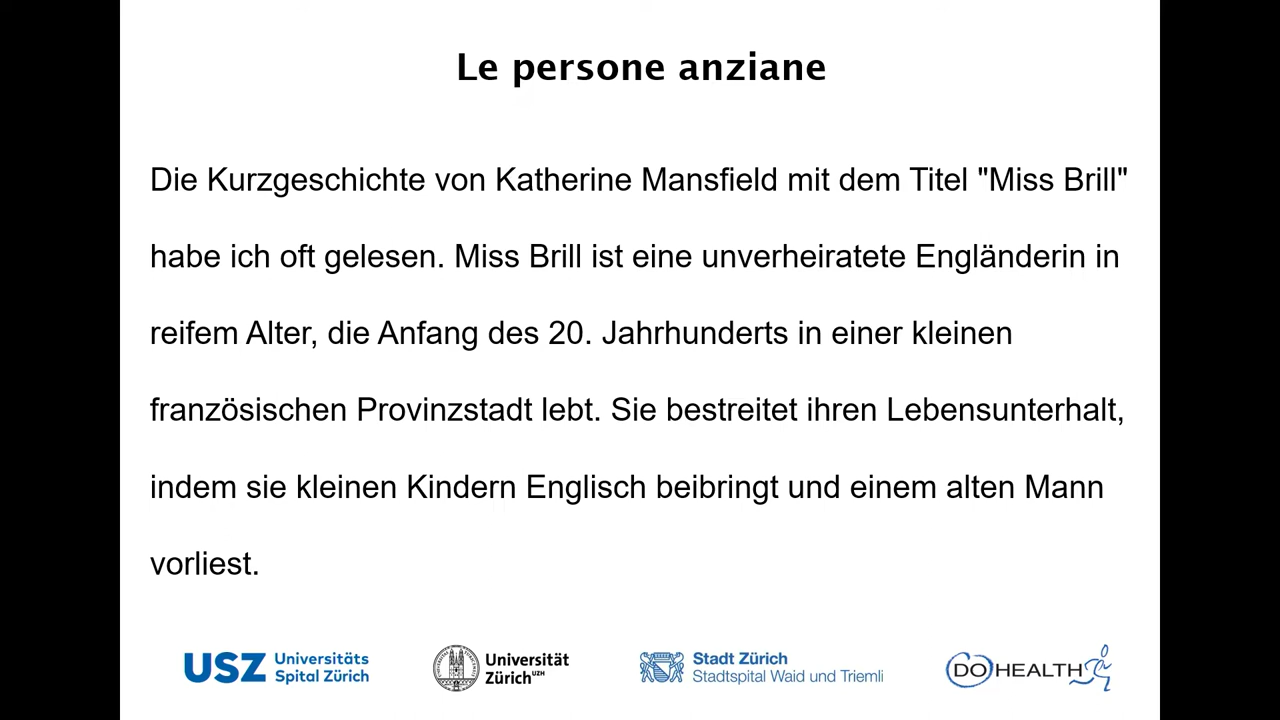 Le persone anziane
Die Kurzgeschichte von Katherine Mansfield mit dem Titel "Miss Brill"
habe ich oft gelesen. Miss Brill ist eine unverheiratete Engländerin in
reifem Alter, die Anfang des 20. Jahrhunderts in einer kleinen
französischen Provinzstadt lebt. Sie bestreitet ihren Lebensunterhalt,
indem sie kleinen Kindern Englisch beibringt und einem alten Mann
vorliest.
USZ Universitäts Spital Zürich
Universität Zürich UZH
Stadt Zürich
Stadtspital Waid und Triemli
DO HEALTH